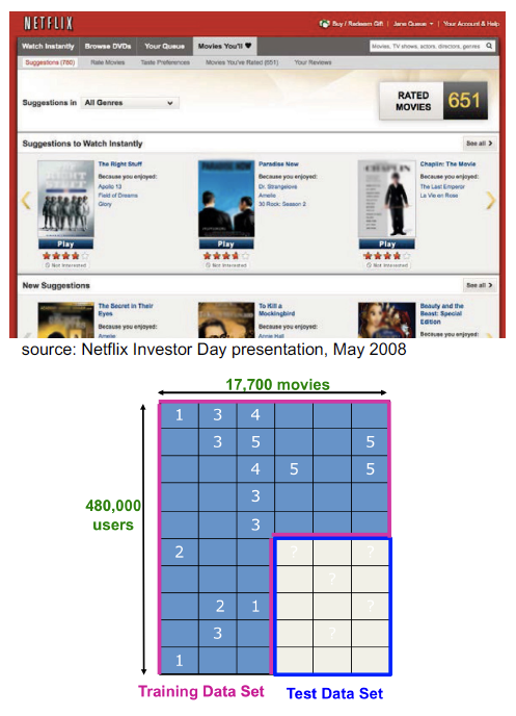 NETFLIX
Buy / Redeem Gift | Jane Queue | Your Account & Help
Watch Instantly Browse DVDs Your Queue Movies You'll ♥ Movies, TV shows, actors, directors, genres
Suggestions (760) Rate Movies Taste Preferences Movies You've Rated (651) Your Reviews
Suggestions in All Genres
RATED MOVIES 651
Suggestions to Watch Instantly See all >
The Right Stuff Paradise Now Chaplin: The Movie
Because you enjoyed: Because you enjoyed: Because you enjoyed:
Apollo 13 Dr. Strangelove The Last Emperor
Field of Dreams Amelie La Vie en Rose
Glory 30 Rock: Season 2
PARADISE NOW
CHAPLIN
Play Play Play
Not Interested Not Interested Not Interested
New Suggestions See all >
The Secret in Their Eyes To Kill a Mockingbird Beauty and the Beast: Special Edition
Because you enjoyed: Because you enjoyed: Because you enjoyed:
Amelie Annie Hall
source: Netflix Investor Day presentation, May 2008
17,700 movies
480,000 users
1 3 4
3 5 5
4 5 5
3
3
2 ? ?
?
2 1 ?
3 ?
1
Training Data Set Test Data Set